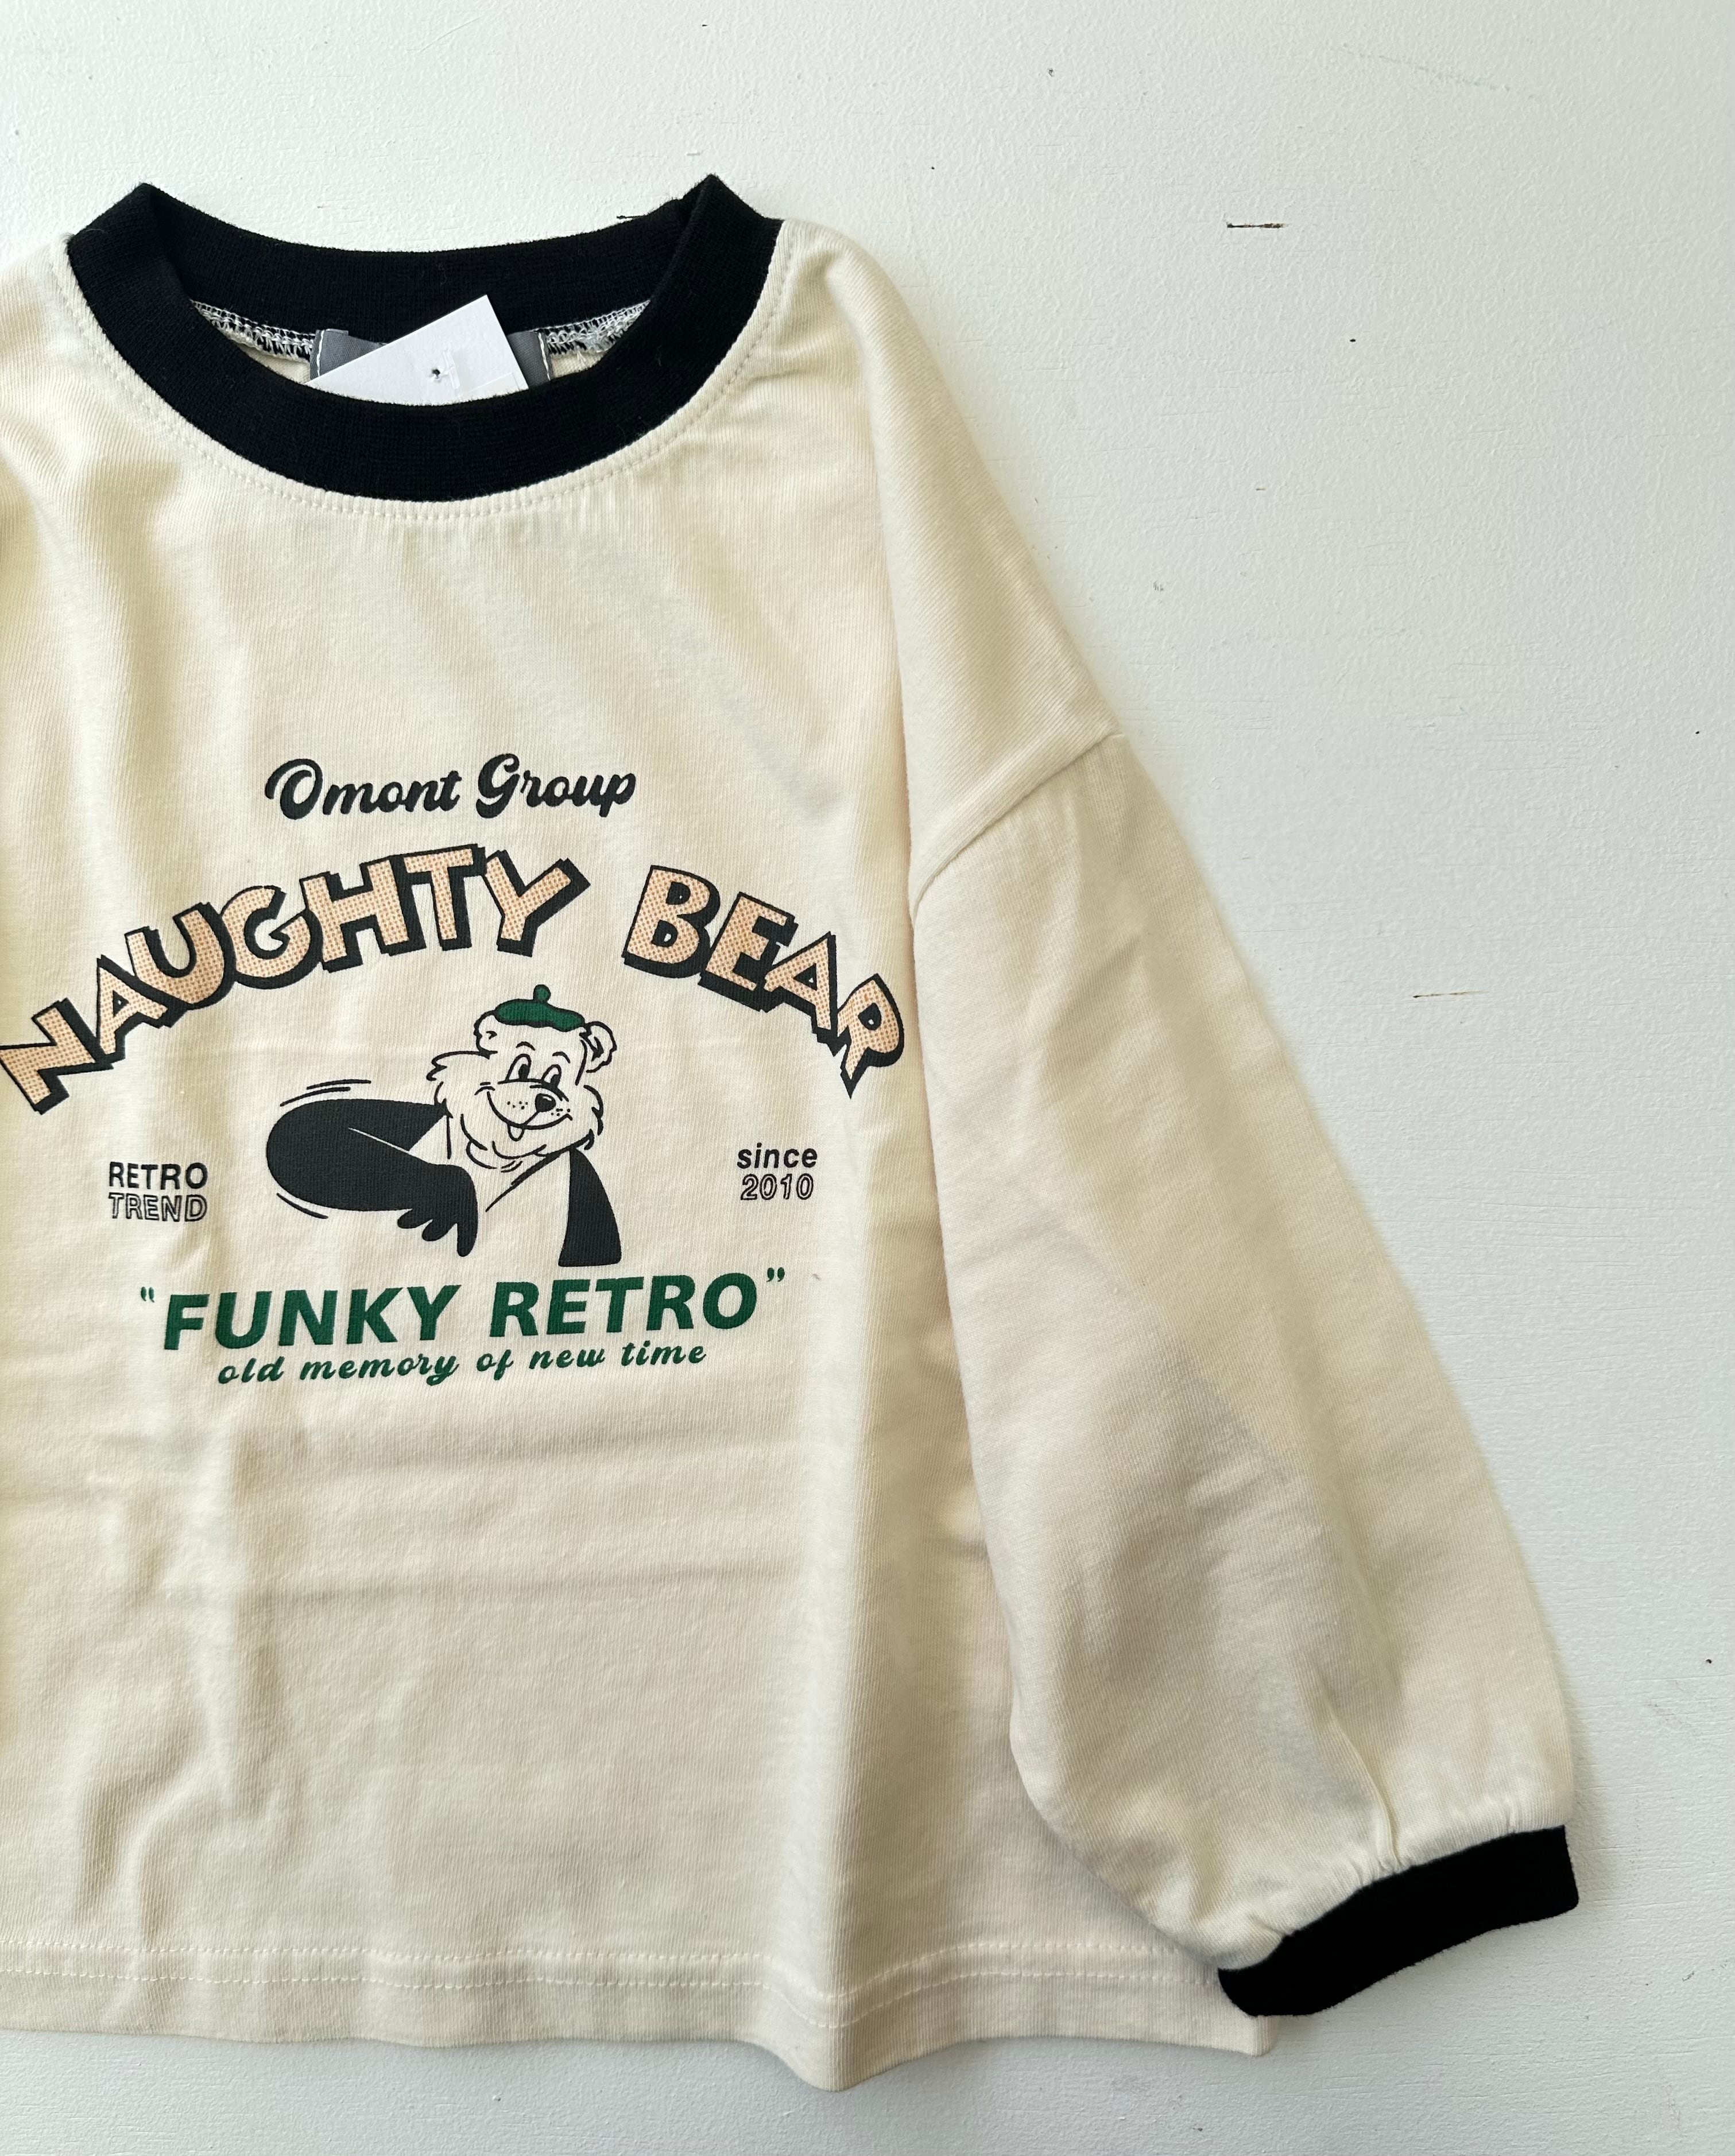 Omont Group
NAUGHTY BEAR
RETRO
TREND
since
2010
"FUNKY RETRO"
old memory of new time